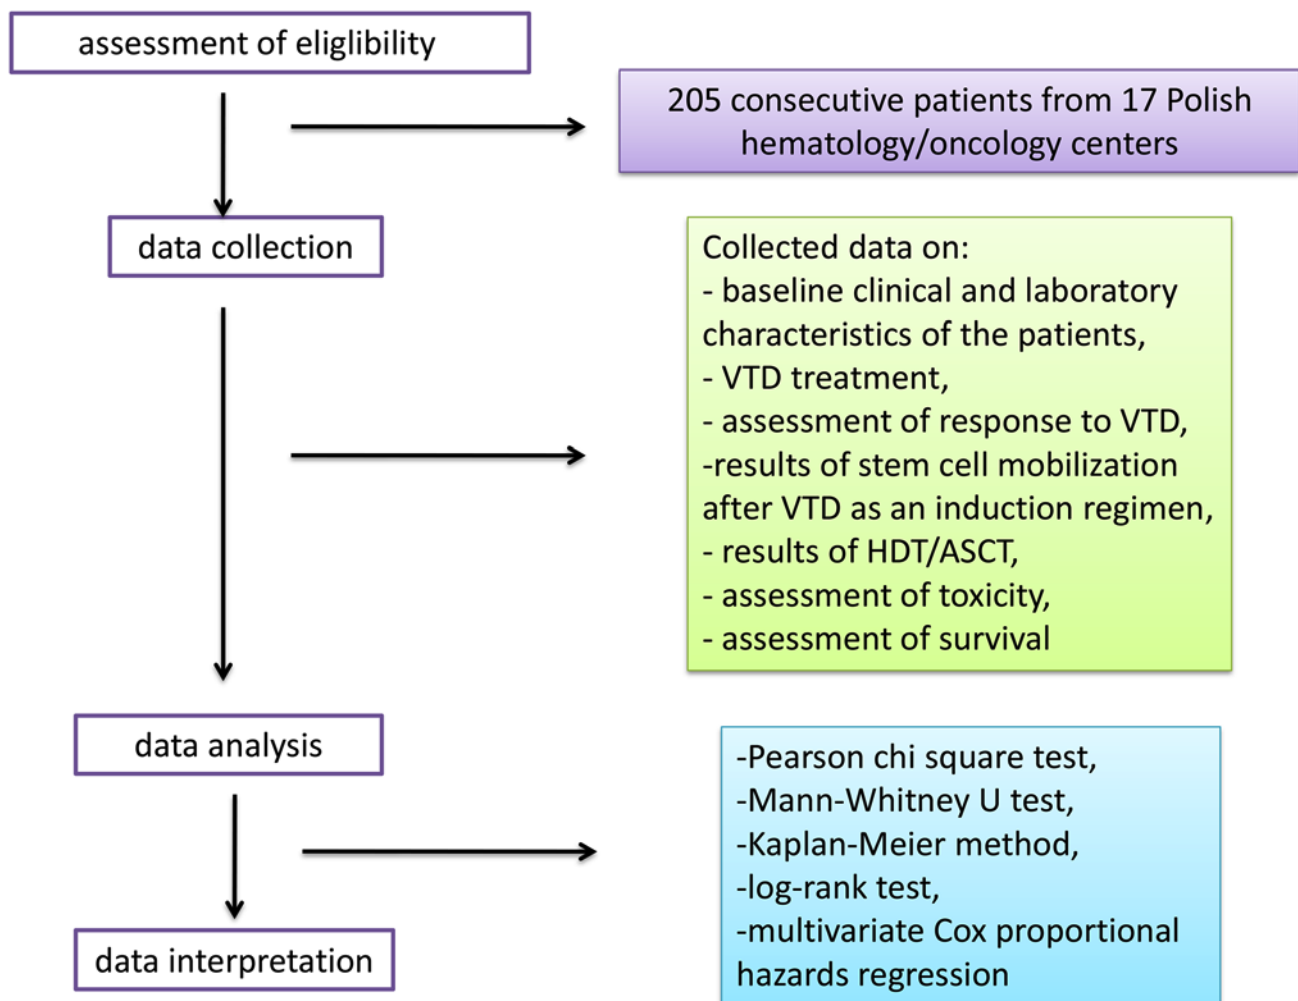 assessment of eliglibility
205 consecutive patients from 17 Polish
hematology/oncology centers
data collection
Collected data on:
- baseline clinical and laboratory
characteristics of the patients,
- VTD treatment,
- assessment of response to VTD,
-results of stem cell mobilization
after VTD as an induction regimen,
- results of HDT/ASCT,
- assessment of toxicity,
- assessment of survival
data analysis
-Pearson chi square test,
-Mann-Whitney U test,
-Kaplan-Meier method,
-log-rank test,
-multivariate Cox proportional
hazards regression
data interpretation